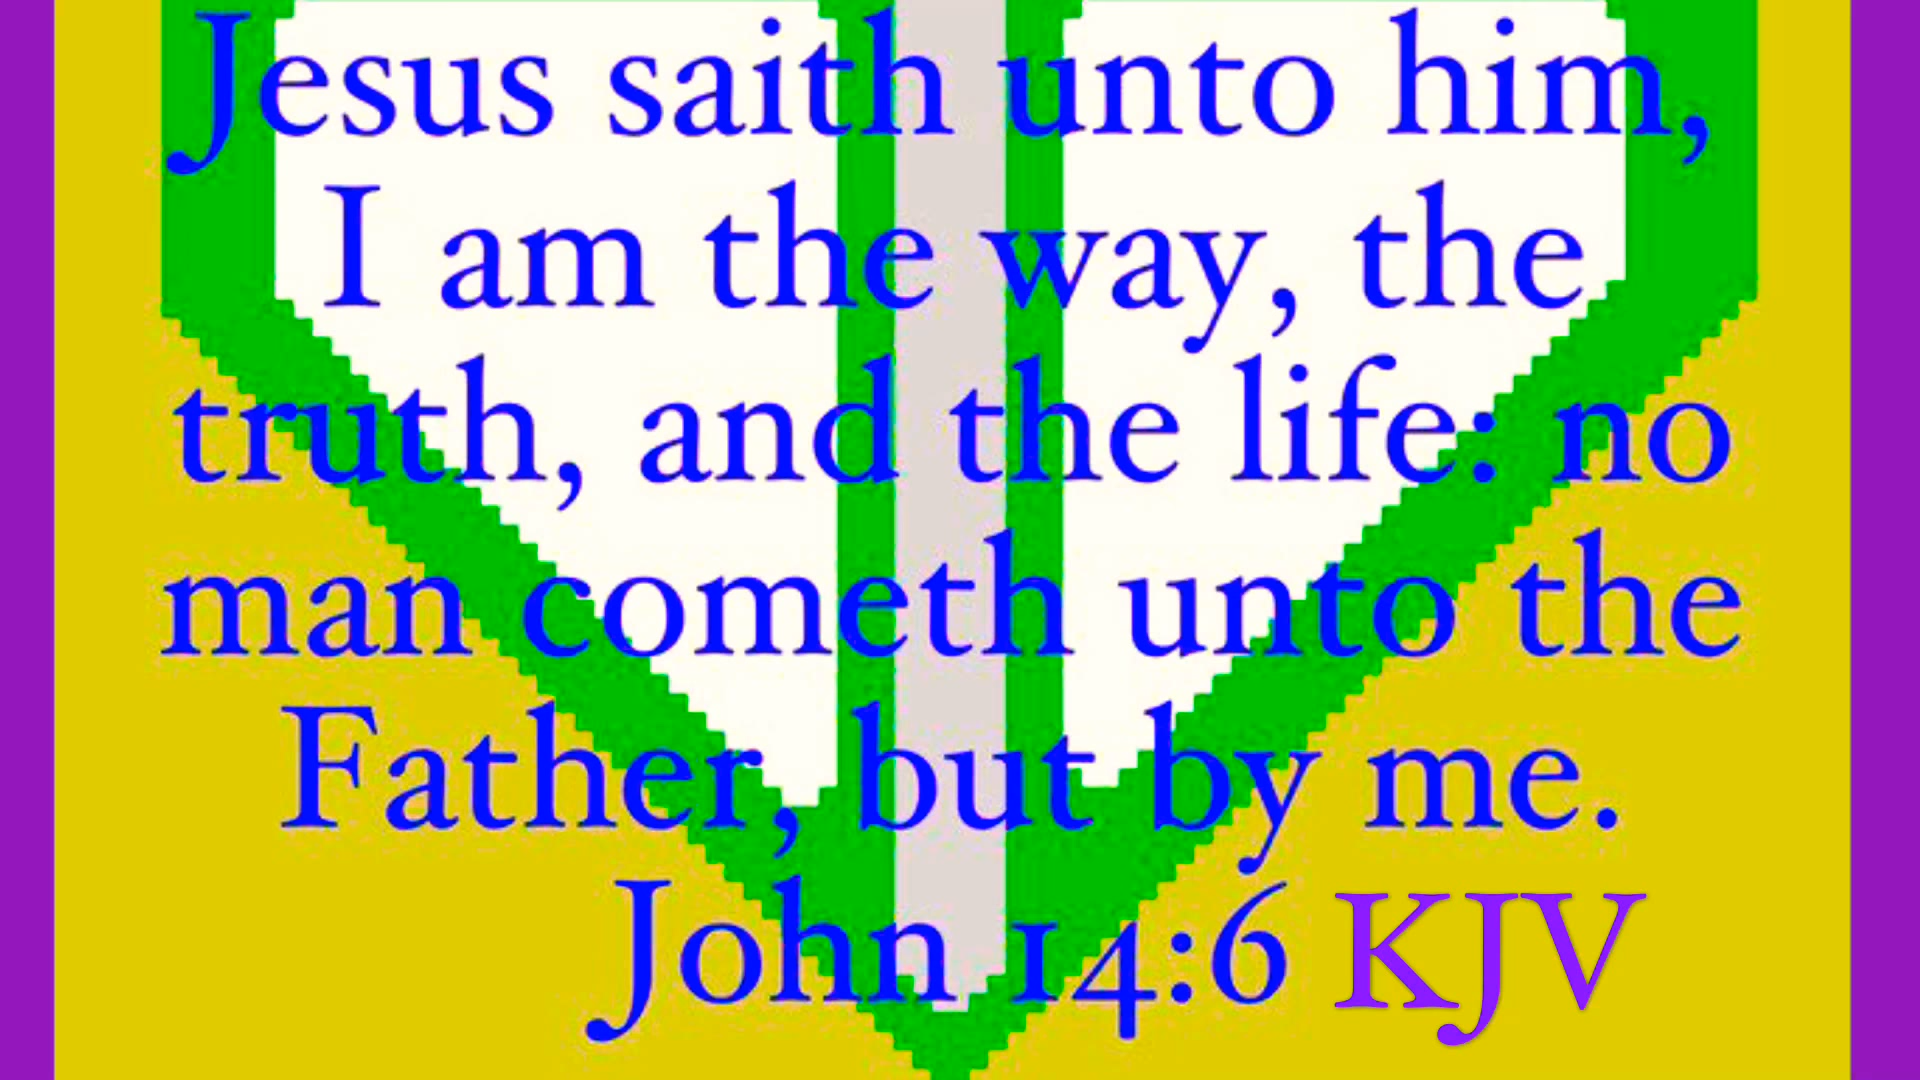 Jesus saith unto him,
I am the way, the
truth, and the life: no
man cometh unto the
Father, but by me.
John 14:6 KJV